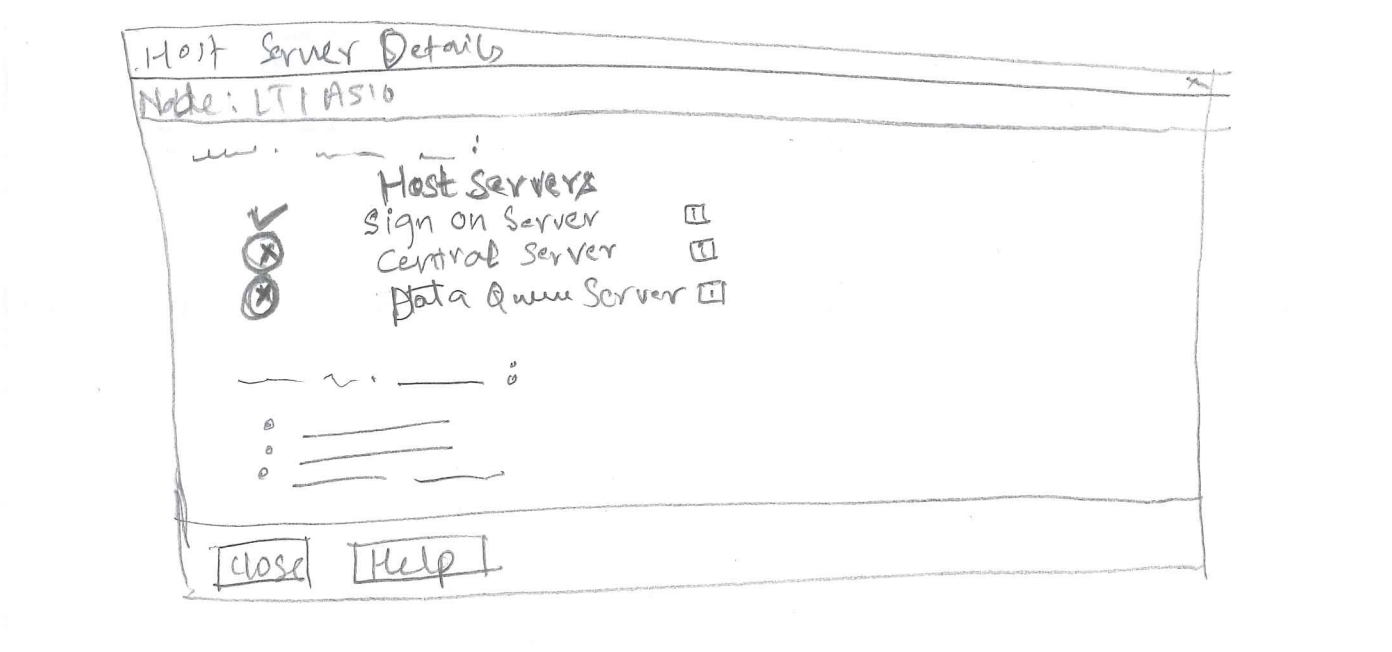 Host Server Details
Node: LTIAS10
Host Servers
Sign on Server
Central Server
Data Queue Server
Close Help